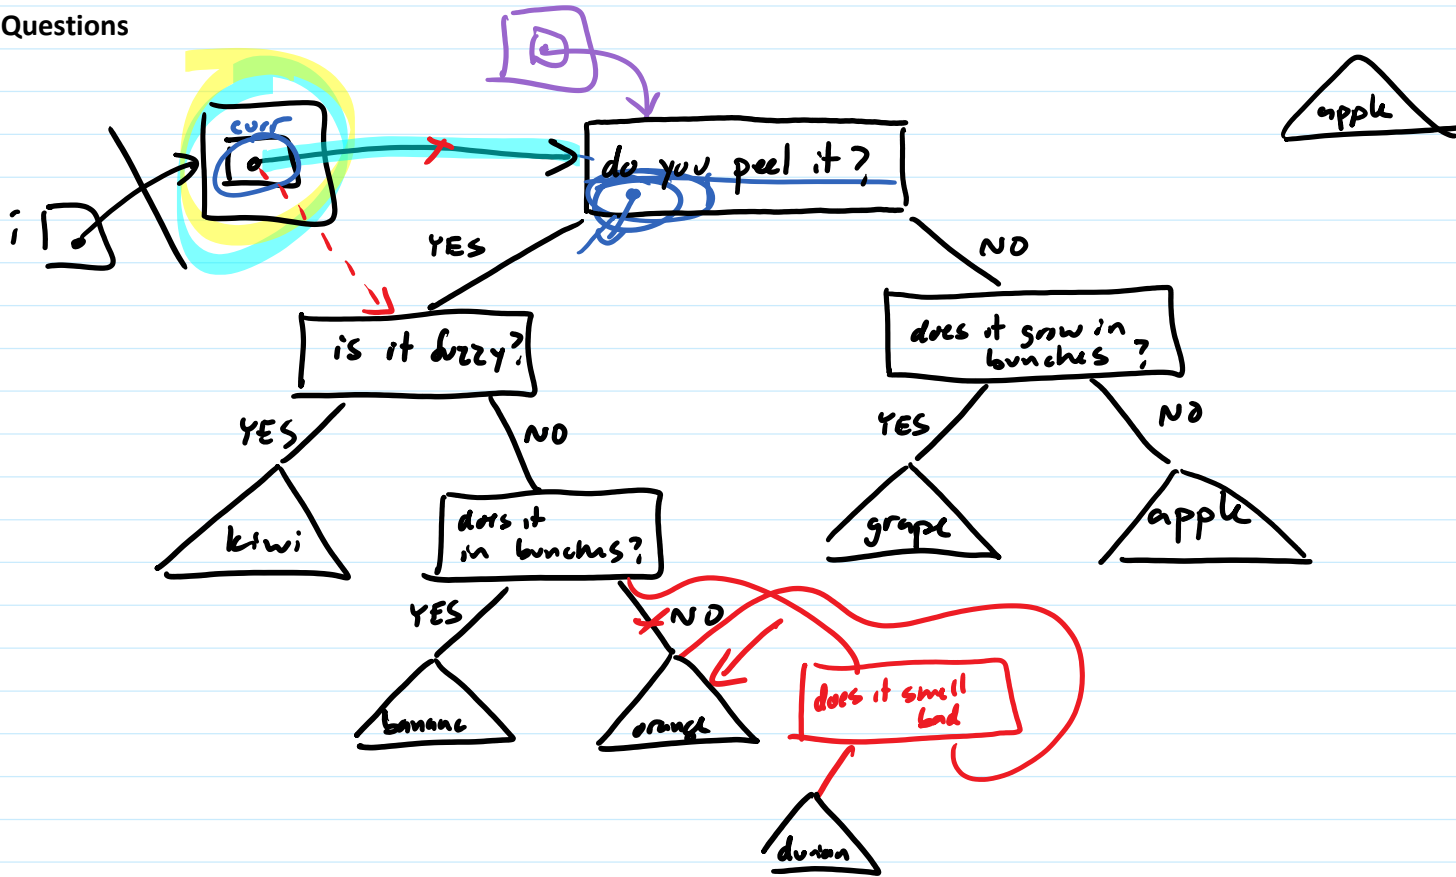 Questions
apple
curr
do you peel it?
i
YES
NO
is it fuzzy?
does it grow in
bunches ?
YES
NO
YES
NO
does it
in bunches?
kiwi
grape
apple
YES
NO
does it smell
bad
banana
orange
durian